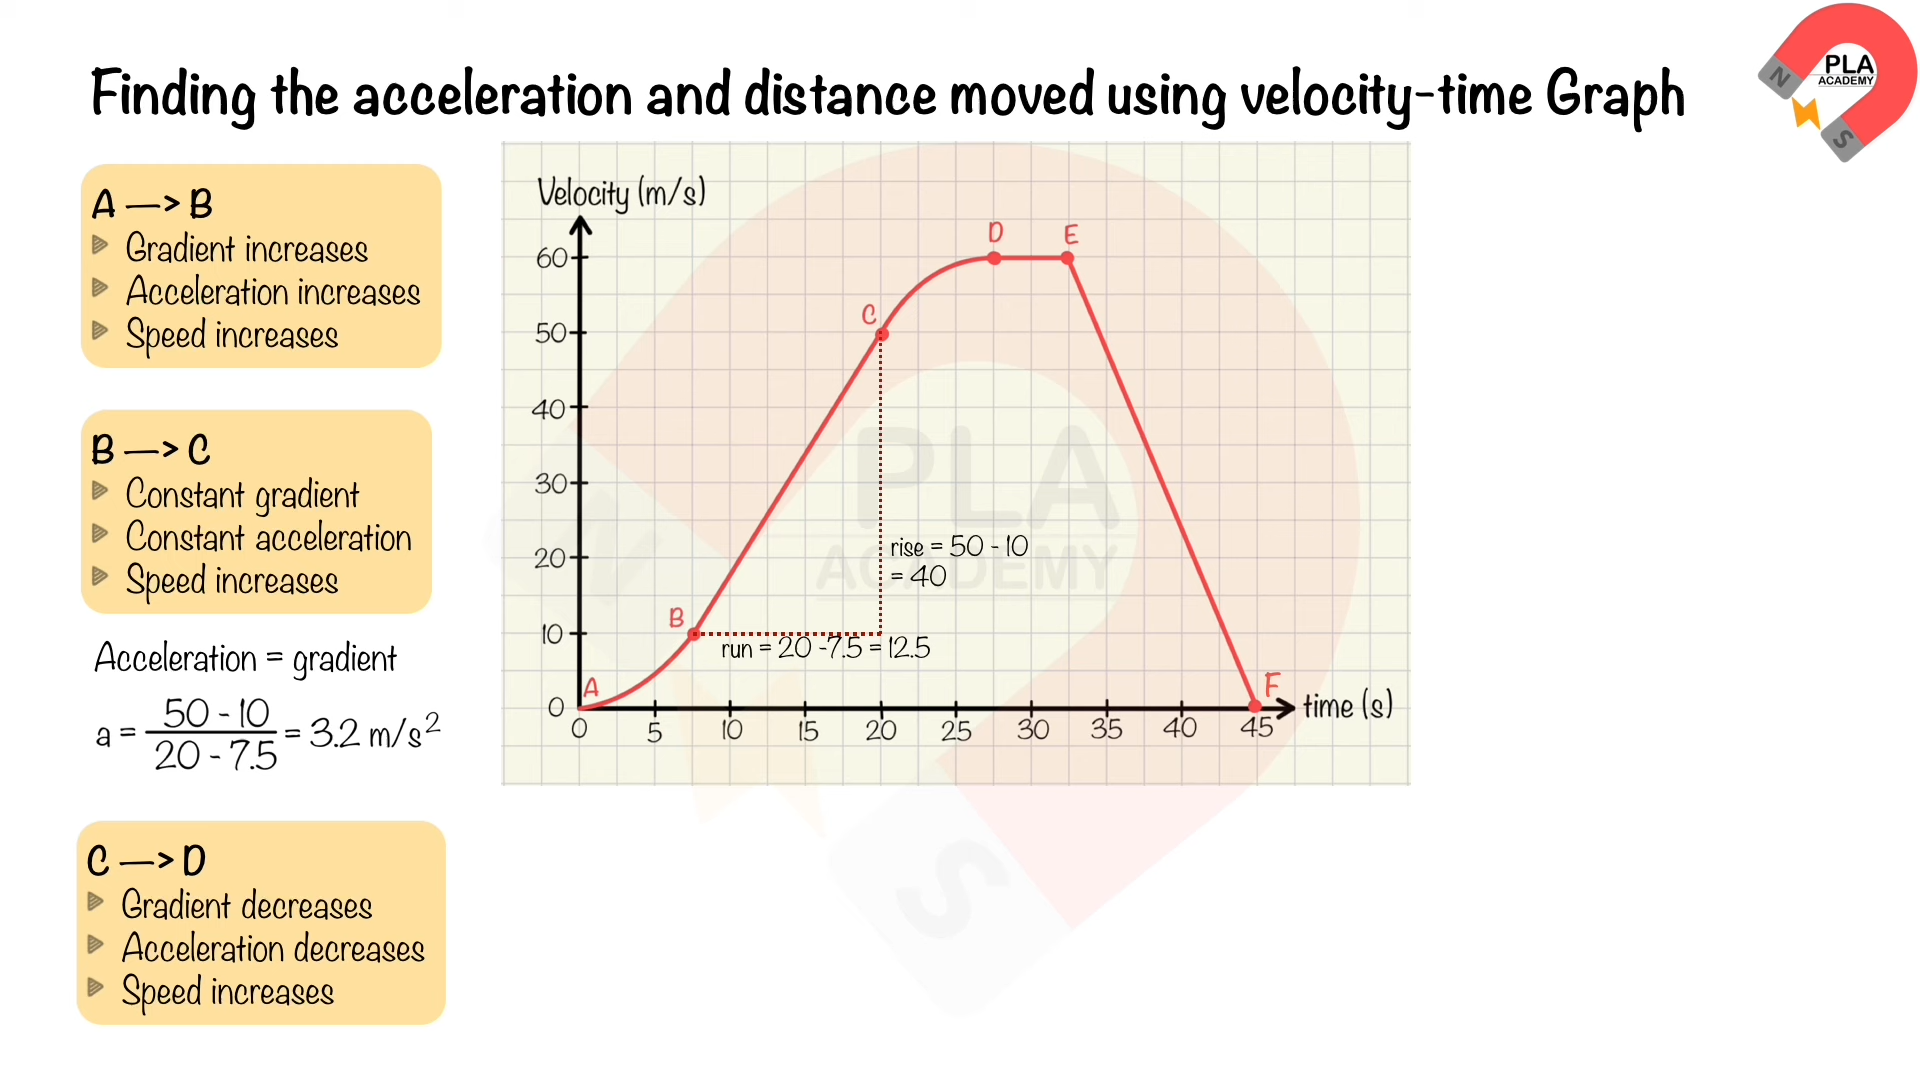 Finding the acceleration and distance moved using velocity-time Graph
N
PLA
ACADEMY
S
A —> B
Gradient increases
Acceleration increases
Speed increases
B —> C
Constant gradient
Constant acceleration
Speed increases
Acceleration = gradient
a = 50 - 10 / 20 - 7.5 = 3.2 m/s²
C —> D
Gradient decreases
Acceleration decreases
Speed increases
Velocity (m/s)
60
50
40
30
20
10
0
A
B
C
D
E
F
rise = 50 - 10
= 40
run = 20 -7.5 = 12.5
0 5 10 15 20 25 30 35 40 45
time (s)
N
PLA
ACADEMY
S